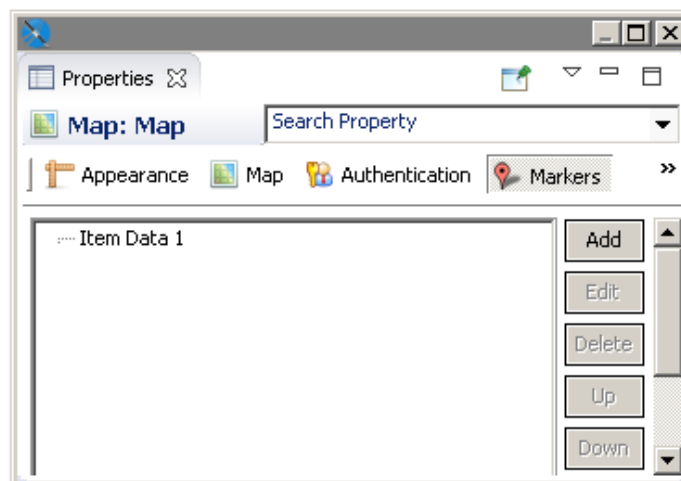 Properties
Map: Map
Search Property
Appearance Map Authentication Markers
Item Data 1
Add
Edit
Delete
Up
Down